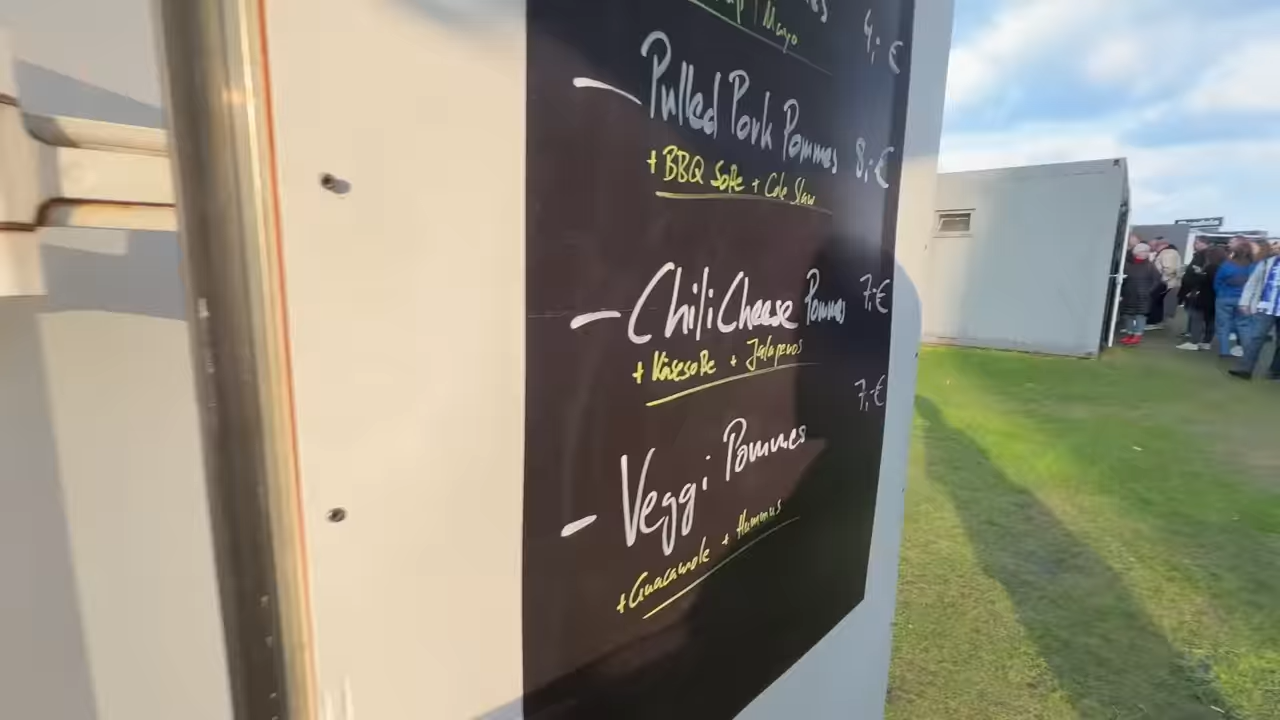 Mayo
4,- €
- Pulled Pork Pommes 8,- €
+ BBQ Soße + Cole Slaw
- Chili Cheese Pommes 7,- €
+ Käsesoße + Jalapenos
7,- €
- Veggi Pommes
+ Guacamole + Hummus